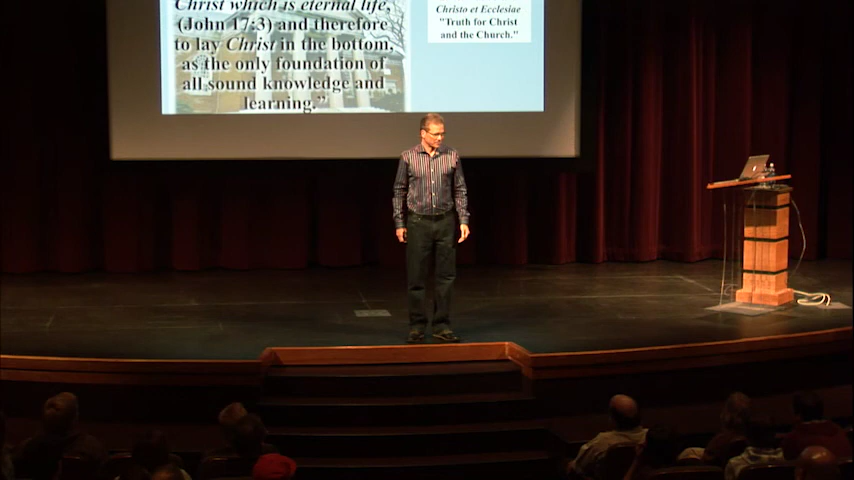 Christ which is eternal life,
(John 17:3) and therefore
to lay Christ in the bottom,
as the only foundation of
all sound knowledge and
learning."
Christo et Ecclesiae
"Truth for Christ
and the Church."